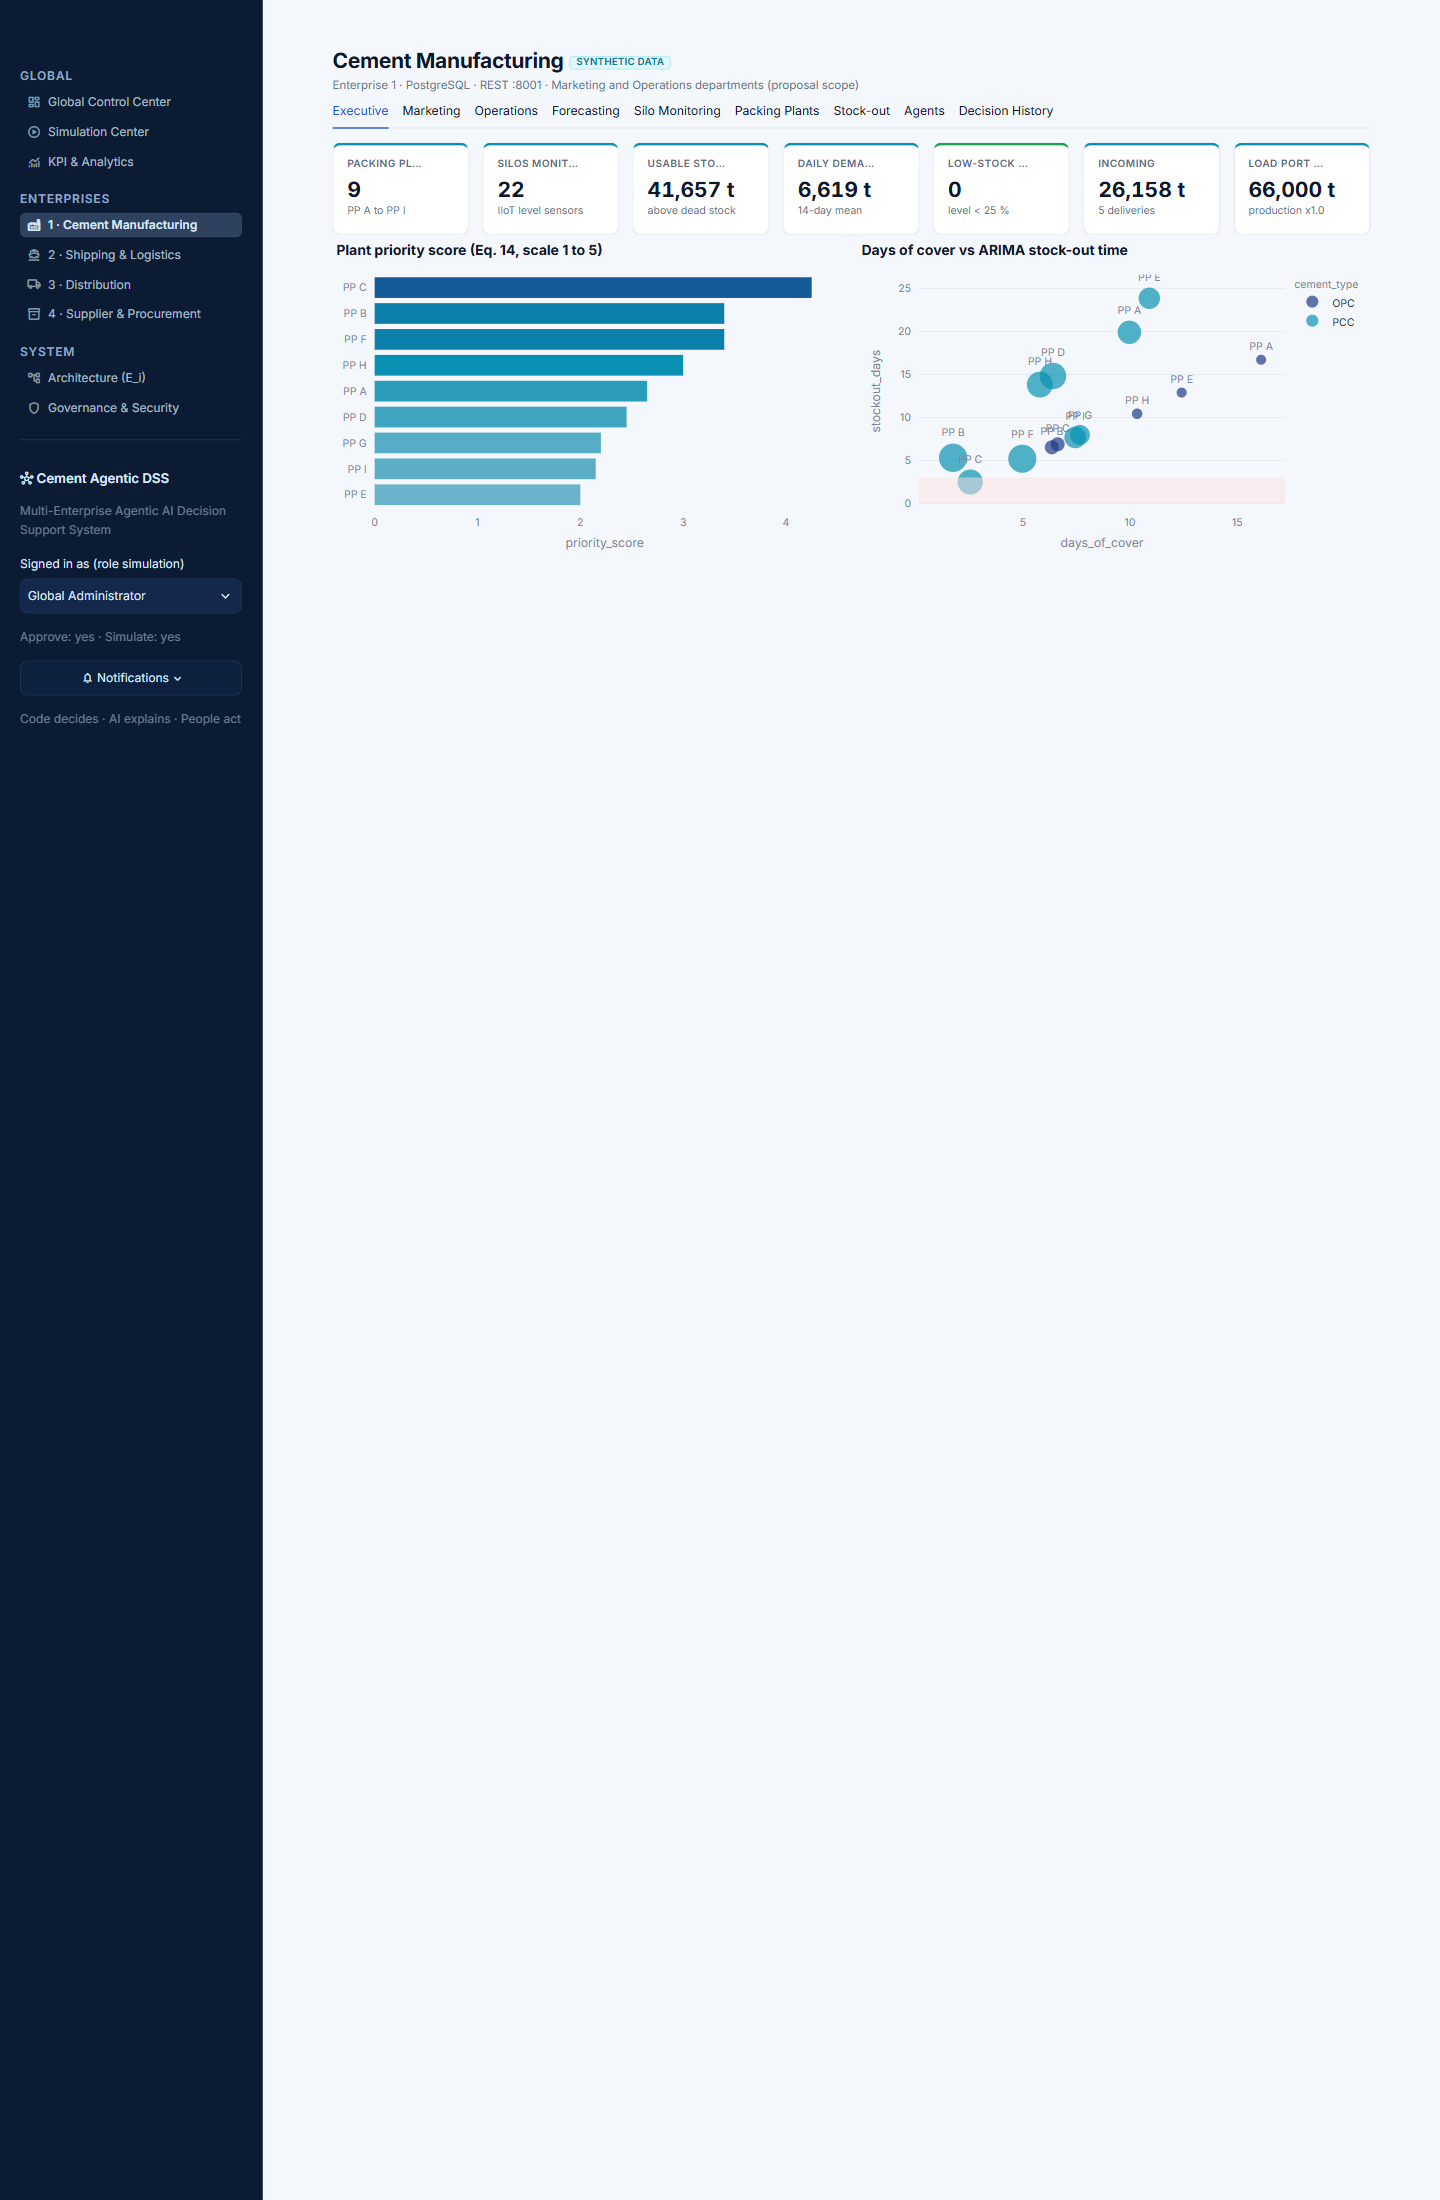 GLOBAL
Global Control Center
Simulation Center
KPI & Analytics
ENTERPRISES
1 · Cement Manufacturing
2 · Shipping & Logistics
3 · Distribution
4 · Supplier & Procurement
SYSTEM
Architecture (E_i)
Governance & Security
Cement Agentic DSS
Multi-Enterprise Agentic AI Decision
Support System
Signed in as (role simulation)
Global Administrator
Approve: yes · Simulate: yes
Notifications
Code decides · AI explains · People act
Cement Manufacturing SYNTHETIC DATA
Enterprise 1 · PostgreSQL · REST :8001 · Marketing and Operations departments (proposal scope)
Executive Marketing Operations Forecasting Silo Monitoring Packing Plants Stock-out Agents Decision History
PACKING PL...
9
PP A to PP I
SILOS MONIT...
22
IIoT level sensors
USABLE STO...
41,657 t
above dead stock
DAILY DEMA...
6,619 t
14-day mean
LOW-STOCK ...
0
level < 25 %
INCOMING
26,158 t
5 deliveries
LOAD PORT ...
66,000 t
production x1.0
Plant priority score (Eq. 14, scale 1 to 5)
PP C
PP B
PP F
PP H
PP A
PP D
PP G
PP I
PP E
0 1 2 3 4
priority_score
Days of cover vs ARIMA stock-out time
cement_type
OPC
PCC
stockout_days
25
20
15
10
5
0
PP E
PP A
PP D
PP H
PP A
PP E
PP H
PP G
PP I
PP C
PP B
PP F
PP B
PP C
5 10 15
days_of_cover